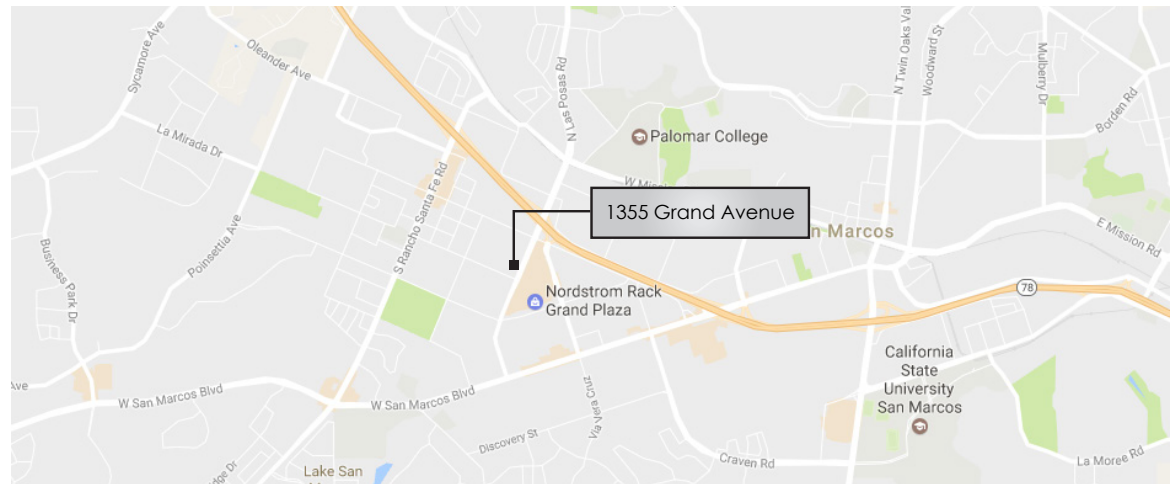 Sycamore Ave
Oleander Ave
N Las Posas Rd
N Twin Oaks Val
Woodward St
Mulberry Dr
Borden Rd
La Mirada Dr
Palomar College
W Missi
1355 Grand Avenue
n Marcos
E Mission Rd
S Rancho Santa Fe Rd
Poinsettia Ave
Business Park Dr
Nordstrom Rack
Grand Plaza
78
California
State
University
San Marcos
Ave
W San Marcos Blvd
W San Marcos Blvd
Via Vera Cruz
Discovery St
Craven Rd
La Moree Rd
Lake San
dge Dr